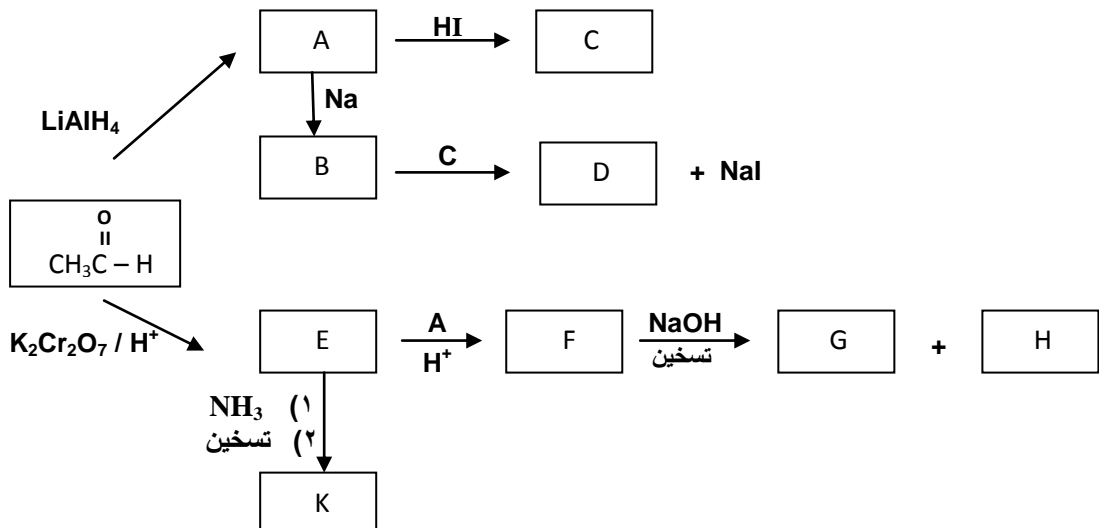 A
HI
C
Na
LiAlH₄
B
C
D
+ NaI
O
=
CH₃C – H
K₂Cr₂O₇ / H⁺
E
A
H⁺
F
NaOH
تسخين
G
+
H
١) NH₃
٢) تسخين
K